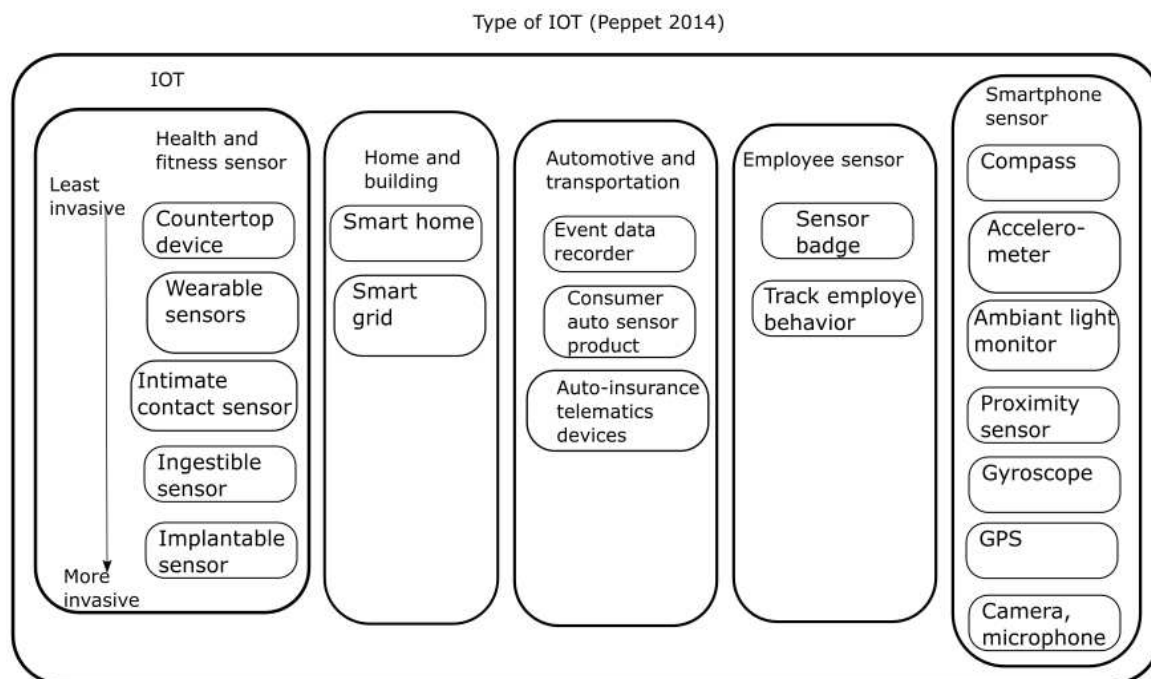 Type of IOT (Peppet 2014)
IOT
Health and
fitness sensor
Least
invasive
Countertop
device
Wearable
sensors
Intimate
contact sensor
Ingestible
sensor
Implantable
sensor
More
invasive
Home and
building
Smart home
Smart
grid
Automotive and
transportation
Event data
recorder
Consumer
auto sensor
product
Auto-insurance
telematics
devices
Employee sensor
Sensor
badge
Track employe
behavior
Smartphone
sensor
Compass
Accelero-
meter
Ambiant light
monitor
Proximity
sensor
Gyroscope
GPS
Camera,
microphone